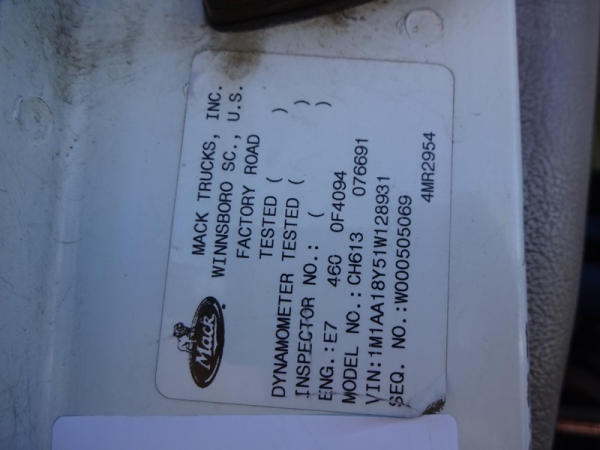 Mack
MACK TRUCKS, INC.
WINNSBORO SC., U.S.
FACTORY ROAD
TESTED ( )
DYNAMOMETER TESTED ( )
INSPECTOR NO.: ( )
ENG.:E7 460 0F4094
MODEL NO.:CH613 076691
VIN:1M1AA18Y51W128931
SEQ. NO.:W000505069
4MR2954